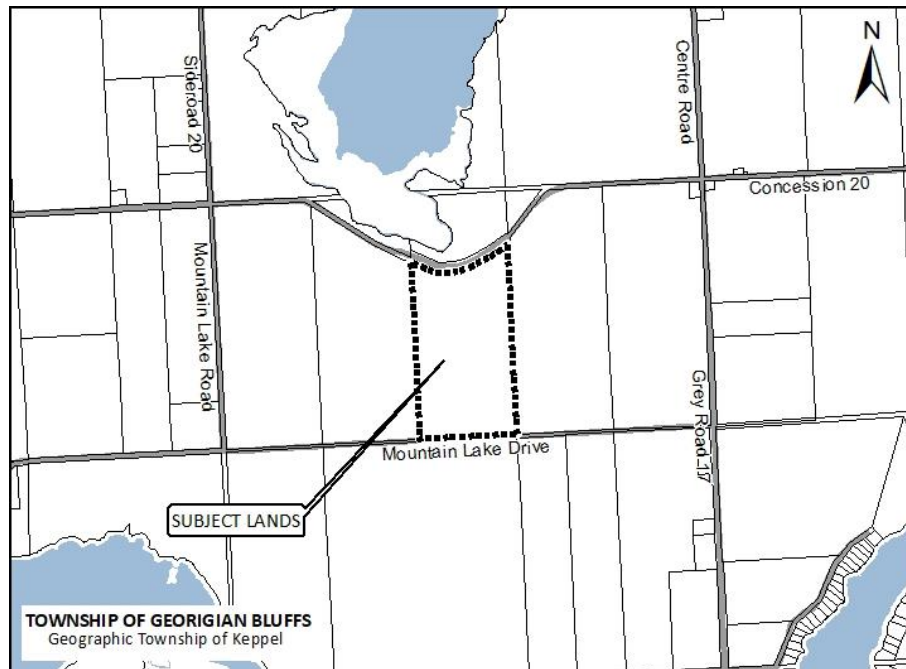 N
Sideroad 20
Centre Road
Concession 20
Mountain Lake Road
Grey Road 17
Mountain Lake Drive
SUBJECT LANDS
TOWNSHIP OF GEORIGIAN BLUFFS
Geographic Township of Keppel